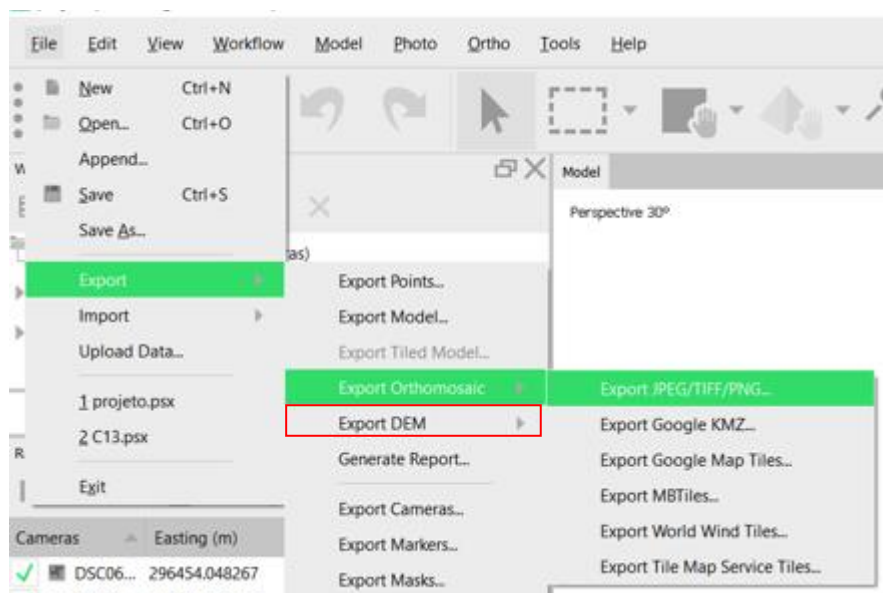 File Edit View Workflow Model Photo Ortho Tools Help
New Ctrl+N
Open... Ctrl+O
Append...
Save Ctrl+S
Save As...
Export
Import
Upload Data...
1 projeto.psx
2 C13.psx
Exit
as)
Export Points...
Export Model...
Export Tiled Model...
Export Orthomosaic
Export DEM
Generate Report...
Export Cameras...
Export Markers...
Export Masks...
Model
Perspective 30º
Export JPEG/TIFF/PNG...
Export Google KMZ...
Export Google Map Tiles...
Export MBTiles...
Export World Wind Tiles...
Export Tile Map Service Tiles...
W
R
Cameras Easting (m)
DSC06... 296454.048267